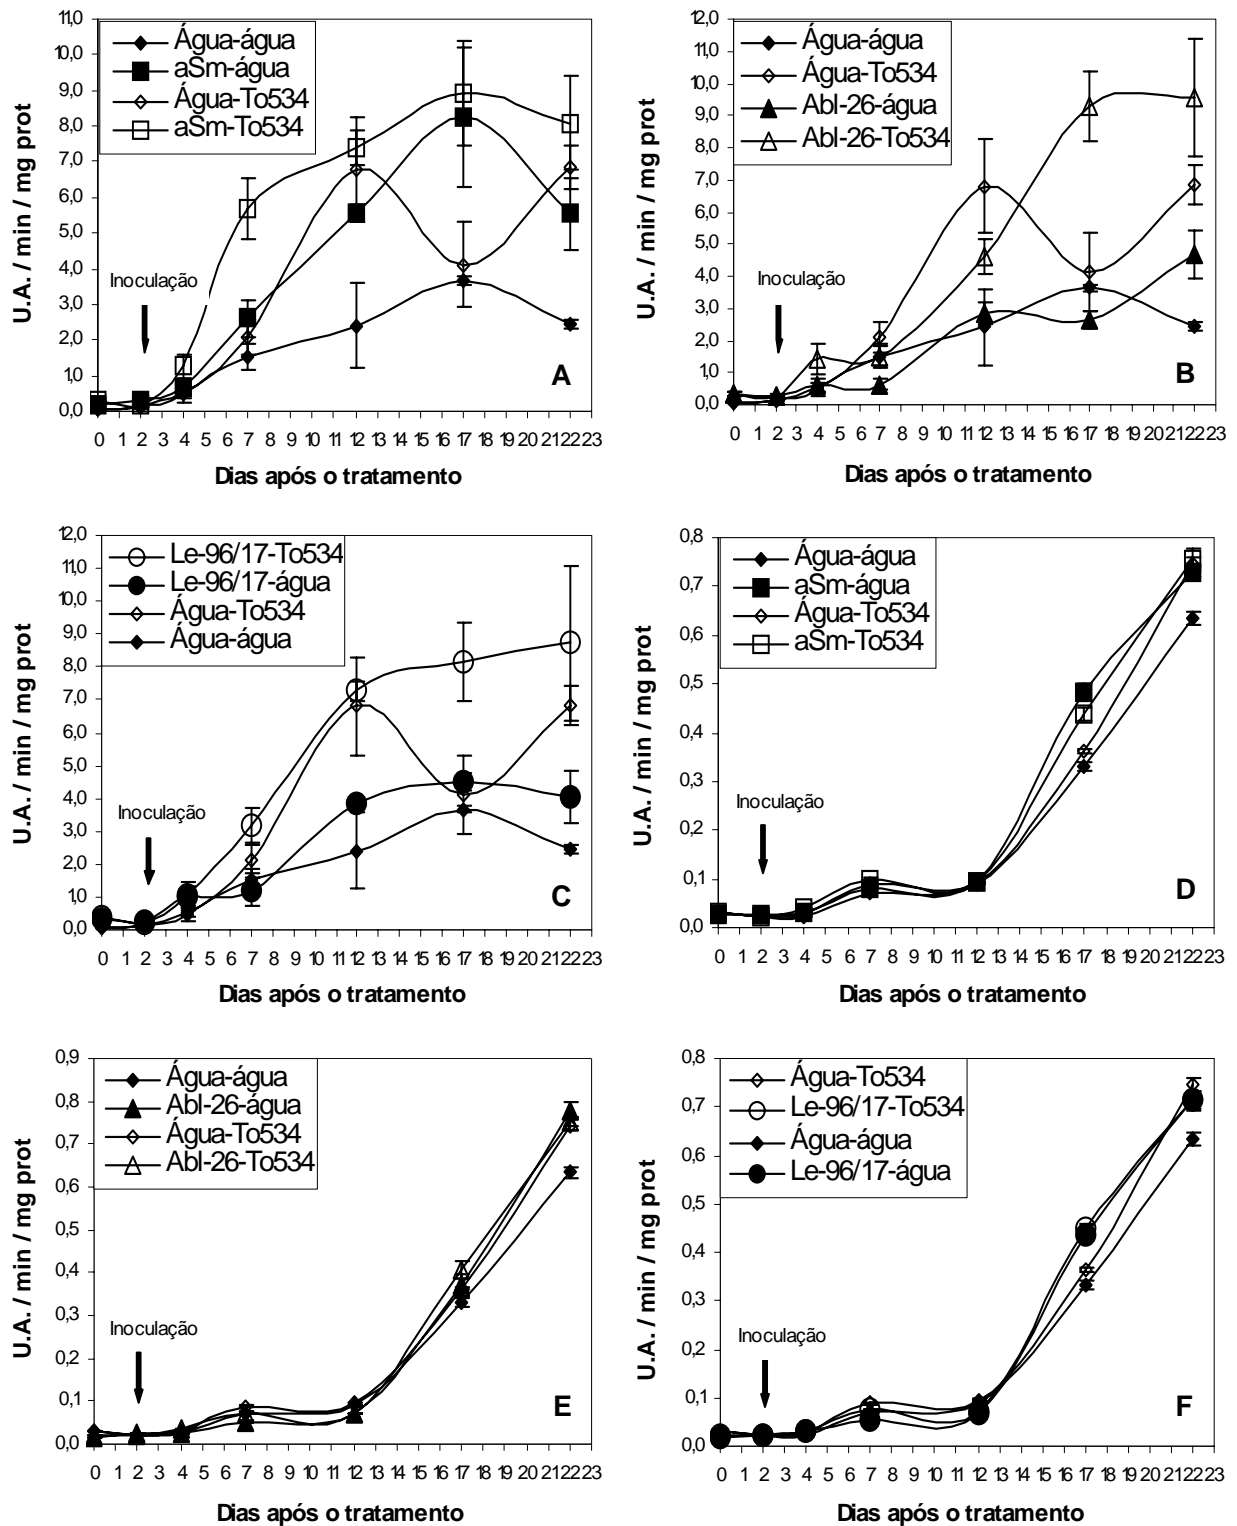 11,0
10,0
9,0
8,0
7,0
6,0
5,0
4,0
3,0
2,0
1,0
0,0
U.A. / min / mg prot
Água-água
aSm-água
Água-To534
aSm-To534
Inoculação
A
0 1 2 3 4 5 6 7 8 9 10 11 12 13 14 15 16 17 18 19 20 21 22 23
Dias após o tratamento
12,0
11,0
10,0
9,0
8,0
7,0
6,0
5,0
4,0
3,0
2,0
1,0
0,0
U.A. / min / mg prot
Água-água
Água-To534
Abl-26-água
Abl-26-To534
Inoculação
B
0 1 2 3 4 5 6 7 8 9 10 11 12 13 14 15 16 17 18 19 20 21 22 23
Dias após o tratamento
12,0
11,0
10,0
9,0
8,0
7,0
6,0
5,0
4,0
3,0
2,0
1,0
0,0
U.A. / min / mg prot
Le-96/17-To534
Le-96/17-água
Água-To534
Água-água
Inoculação
C
0 1 2 3 4 5 6 7 8 9 10 11 12 13 14 15 16 17 18 19 20 21 22 23
Dias após o tratamento
0,8
0,7
0,6
0,5
0,4
0,3
0,2
0,1
0,0
U.A. / min / mg prot
Água-água
aSm-água
Água-To534
aSm-To534
Inoculação
D
0 1 2 3 4 5 6 7 8 9 10 11 12 13 14 15 16 17 18 19 20 21 22 23
Dias após o tratamento
0,9
0,8
0,7
0,6
0,5
0,4
0,3
0,2
0,1
0,0
U.A. / min / mg prot
Água-água
Abl-26-água
Água-To534
Abl-26-To534
Inoculação
E
0 1 2 3 4 5 6 7 8 9 10 11 12 13 14 15 16 17 18 19 20 21 22 23
Dias após o tratamento
0,8
0,7
0,6
0,5
0,4
0,3
0,2
0,1
0,0
U.A. / min / mg prot
Água-To534
Le-96/17-To534
Água-água
Le-96/17-água
Inoculação
F
0 1 2 3 4 5 6 7 8 9 10 11 12 13 14 15 16 17 18 19 20 21 22 23
Dias após o tratamento